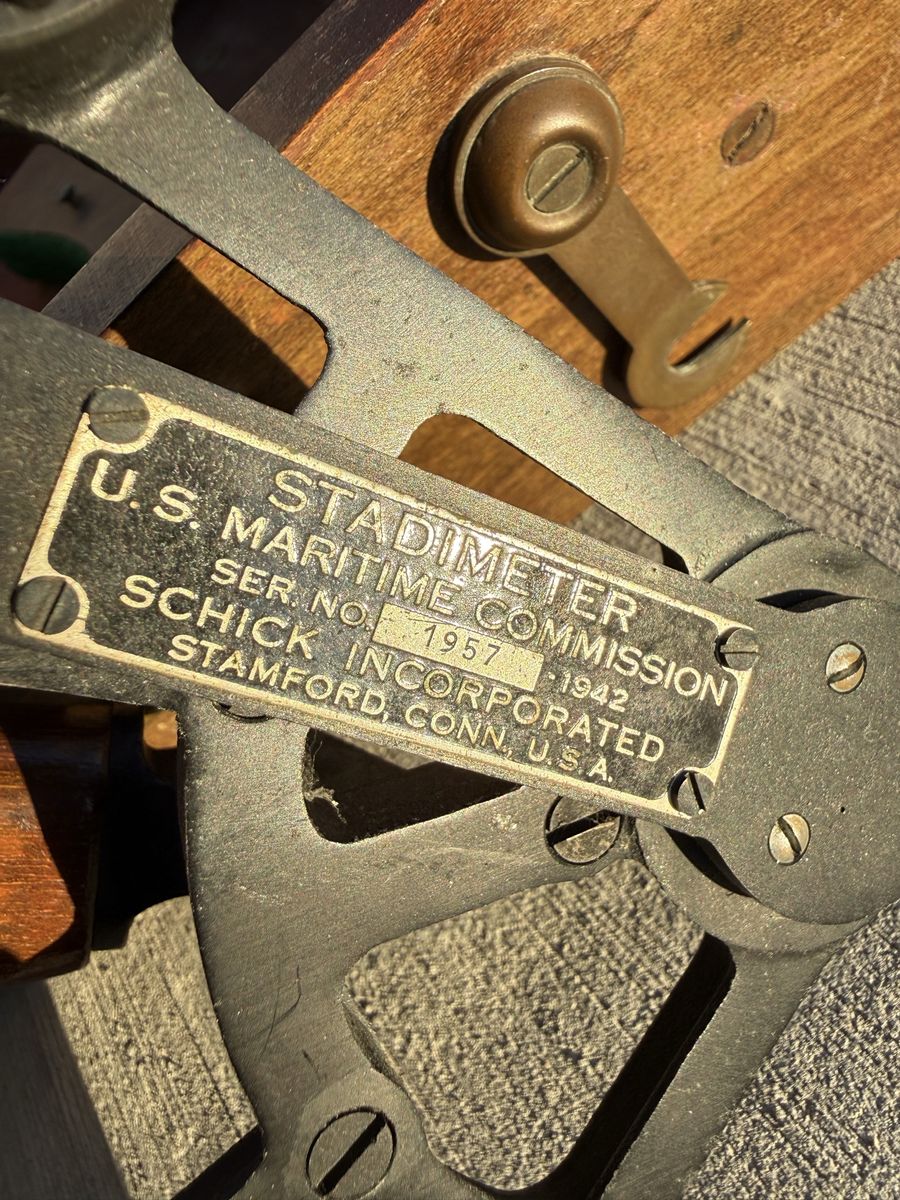 STADIMETER
U.S. MARITIME COMMISSION
SER. NO. 1957 - 1942
SCHICK INCORPORATED
STAMFORD, CONN., U.S.A.